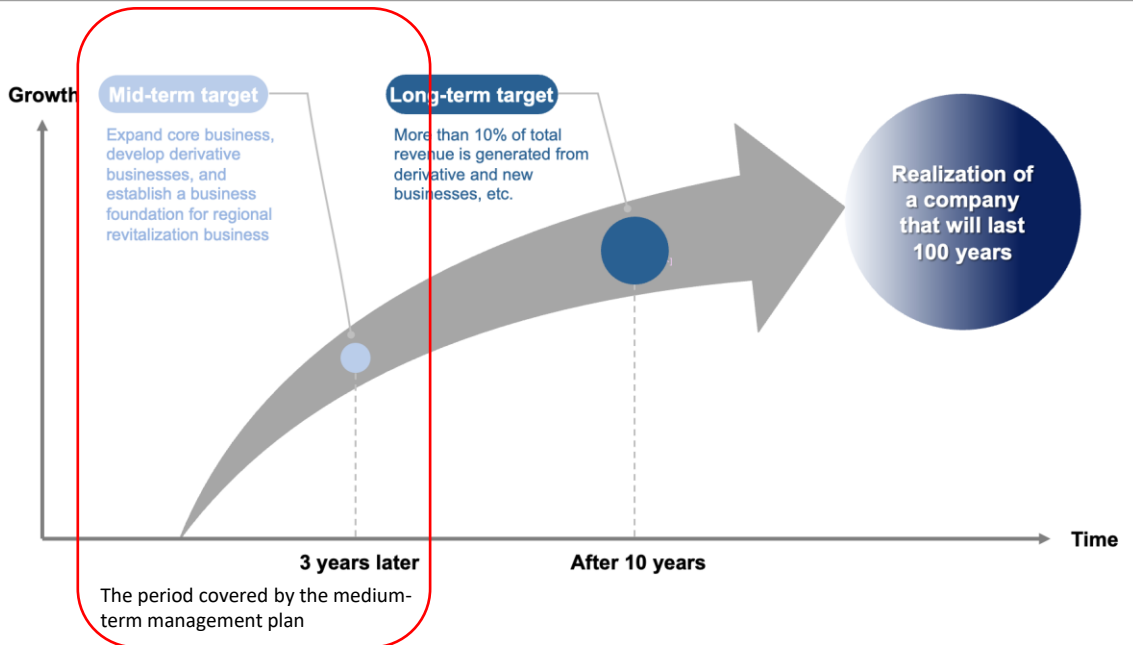 Growth
Mid-term target
Expand core business,
develop derivative
businesses, and
establish a business
foundation for regional
revitalization business
Long-term target
More than 10% of total
revenue is generated from
derivative and new
businesses, etc.
Realization of
a company
that will last
100 years
Time
3 years later
After 10 years
The period covered by the medium-
term management plan